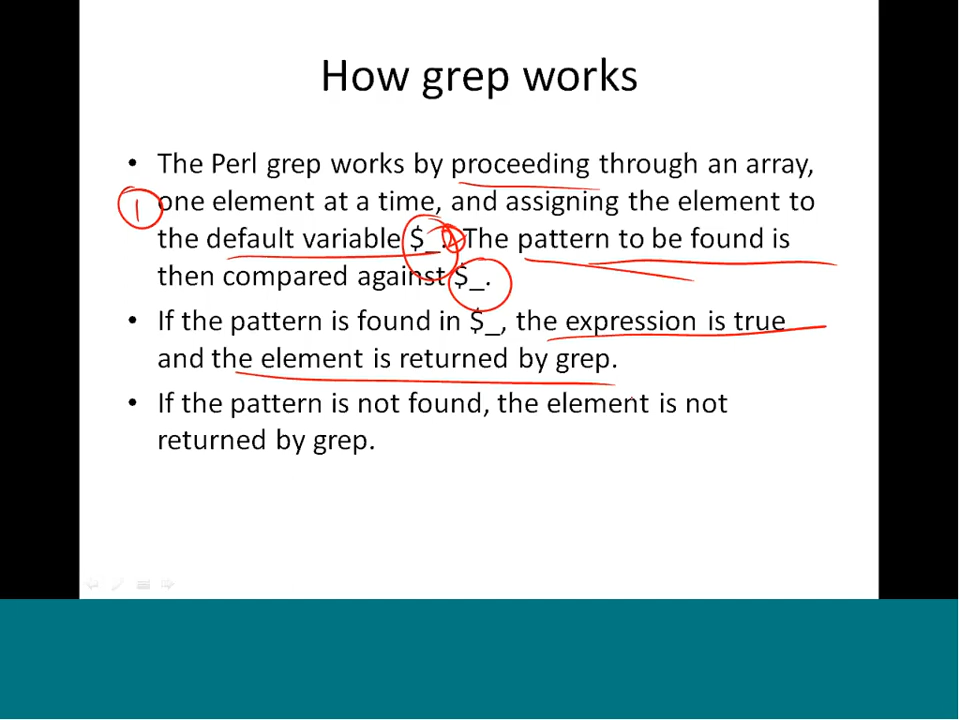 How grep works
• The Perl grep works by proceeding through an array,
one element at a time, and assigning the element to
the default variable $_. The pattern to be found is
then compared against $_.
• If the pattern is found in $_, the expression is true
and the element is returned by grep.
• If the pattern is not found, the element is not
returned by grep.
1